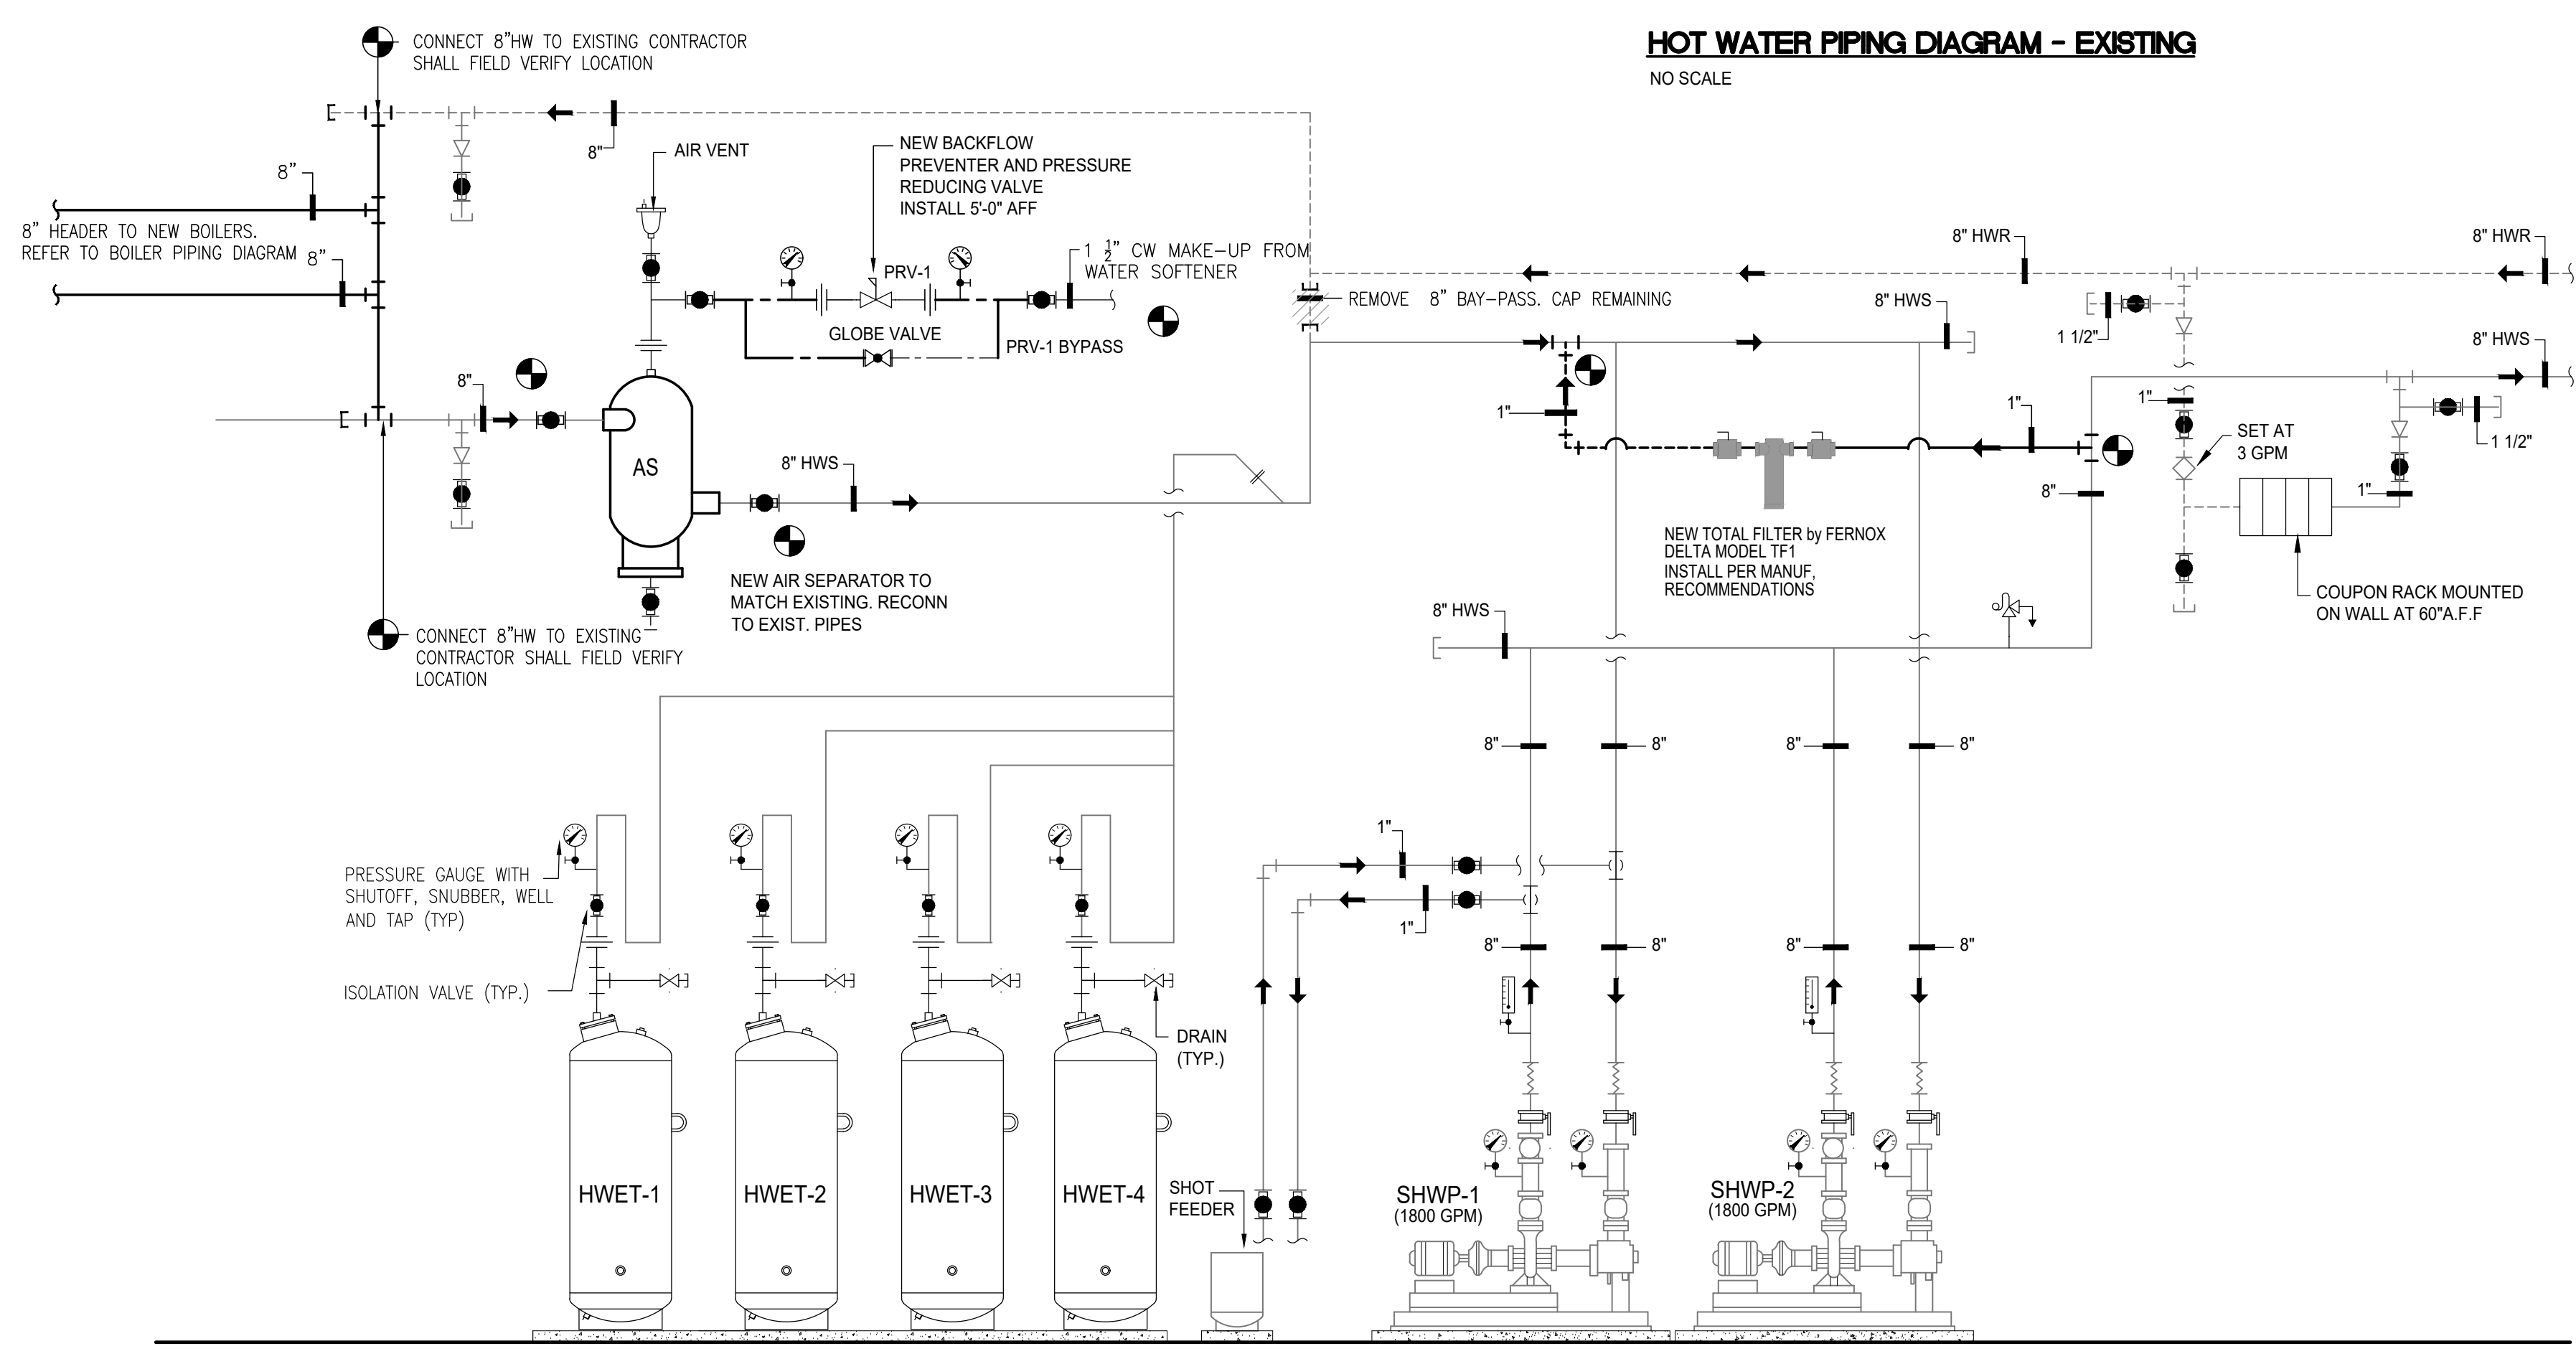 HOT WATER PIPING DIAGRAM - EXISTING
NO SCALE
CONNECT 8"HW TO EXISTING CONTRACTOR
SHALL FIELD VERIFY LOCATION
8"
AIR VENT
NEW BACKFLOW
PREVENTER AND PRESSURE
REDUCING VALVE
INSTALL 5'-0" AFF
8"
8" HEADER TO NEW BOILERS.
REFER TO BOILER PIPING DIAGRAM
8"
PRV-1
1 1/2" CW MAKE-UP FROM
WATER SOFTENER
GLOBE VALVE
PRV-1 BYPASS
REMOVE 8" BAY-PASS. CAP REMAINING
8" HWS
8" HWR
8" HWR
1 1/2"
8" HWS
8"
AS
8" HWS
1"
1"
1"
SET AT
3 GPM
1 1/2"
8"
1"
NEW TOTAL FILTER by FERNOX
DELTA MODEL TF1
INSTALL PER MANUF,
RECOMMENDATIONS
COUPON RACK MOUNTED
ON WALL AT 60"A.F.F
NEW AIR SEPARATOR TO
MATCH EXISTING. RECONN
TO EXIST. PIPES
CONNECT 8"HW TO EXISTING
CONTRACTOR SHALL FIELD VERIFY
LOCATION
8" HWS
8"
8"
8"
8"
1"
1"
8"
8"
8"
8"
PRESSURE GAUGE WITH
SHUTOFF, SNUBBER, WELL
AND TAP (TYP)
ISOLATION VALVE (TYP.)
DRAIN
(TYP.)
HWET-1
HWET-2
HWET-3
HWET-4
SHOT
FEEDER
SHWP-1
(1800 GPM)
SHWP-2
(1800 GPM)